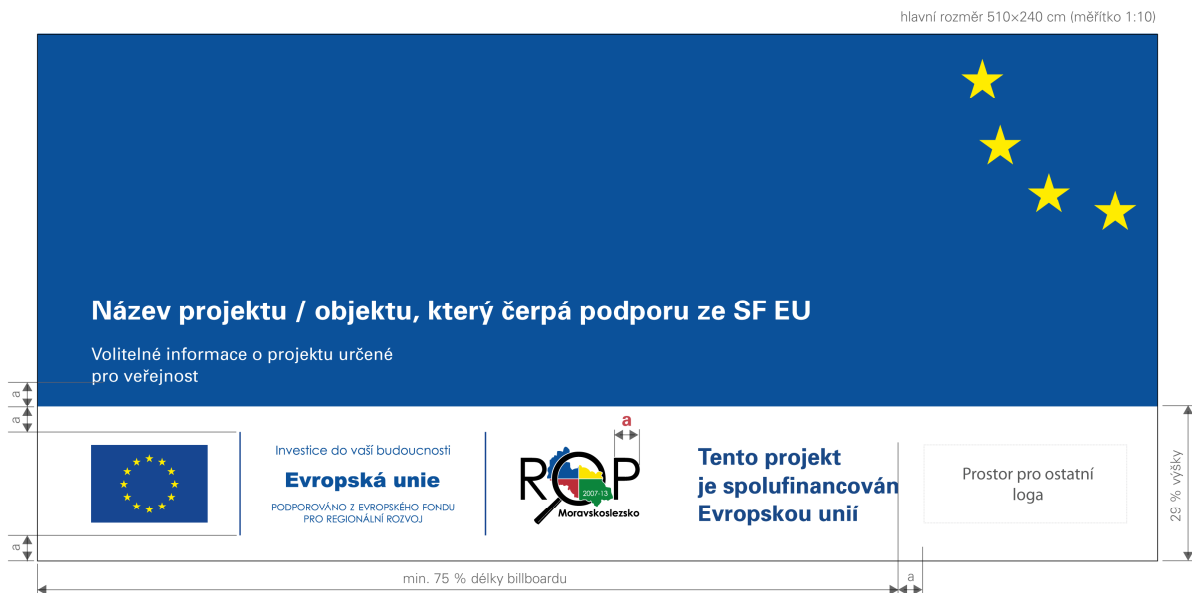 hlavní rozměr 510×240 cm (měřítko 1:10)
Název projektu / objektu, který čerpá podporu ze SF EU
Volitelné informace o projektu určené
pro veřejnost
a
a
a
a
Investice do vaší budoucnosti
Evropská unie
PODPOROVÁNO Z EVROPSKÉHO FONDU
PRO REGIONÁLNÍ ROZVOJ
ROP
2007-13
Moravskoslezsko
Tento projekt
je spolufinancován
Evropskou unií
Prostor pro ostatní
loga
29 % výšky
min. 75 % délky billboardu
a